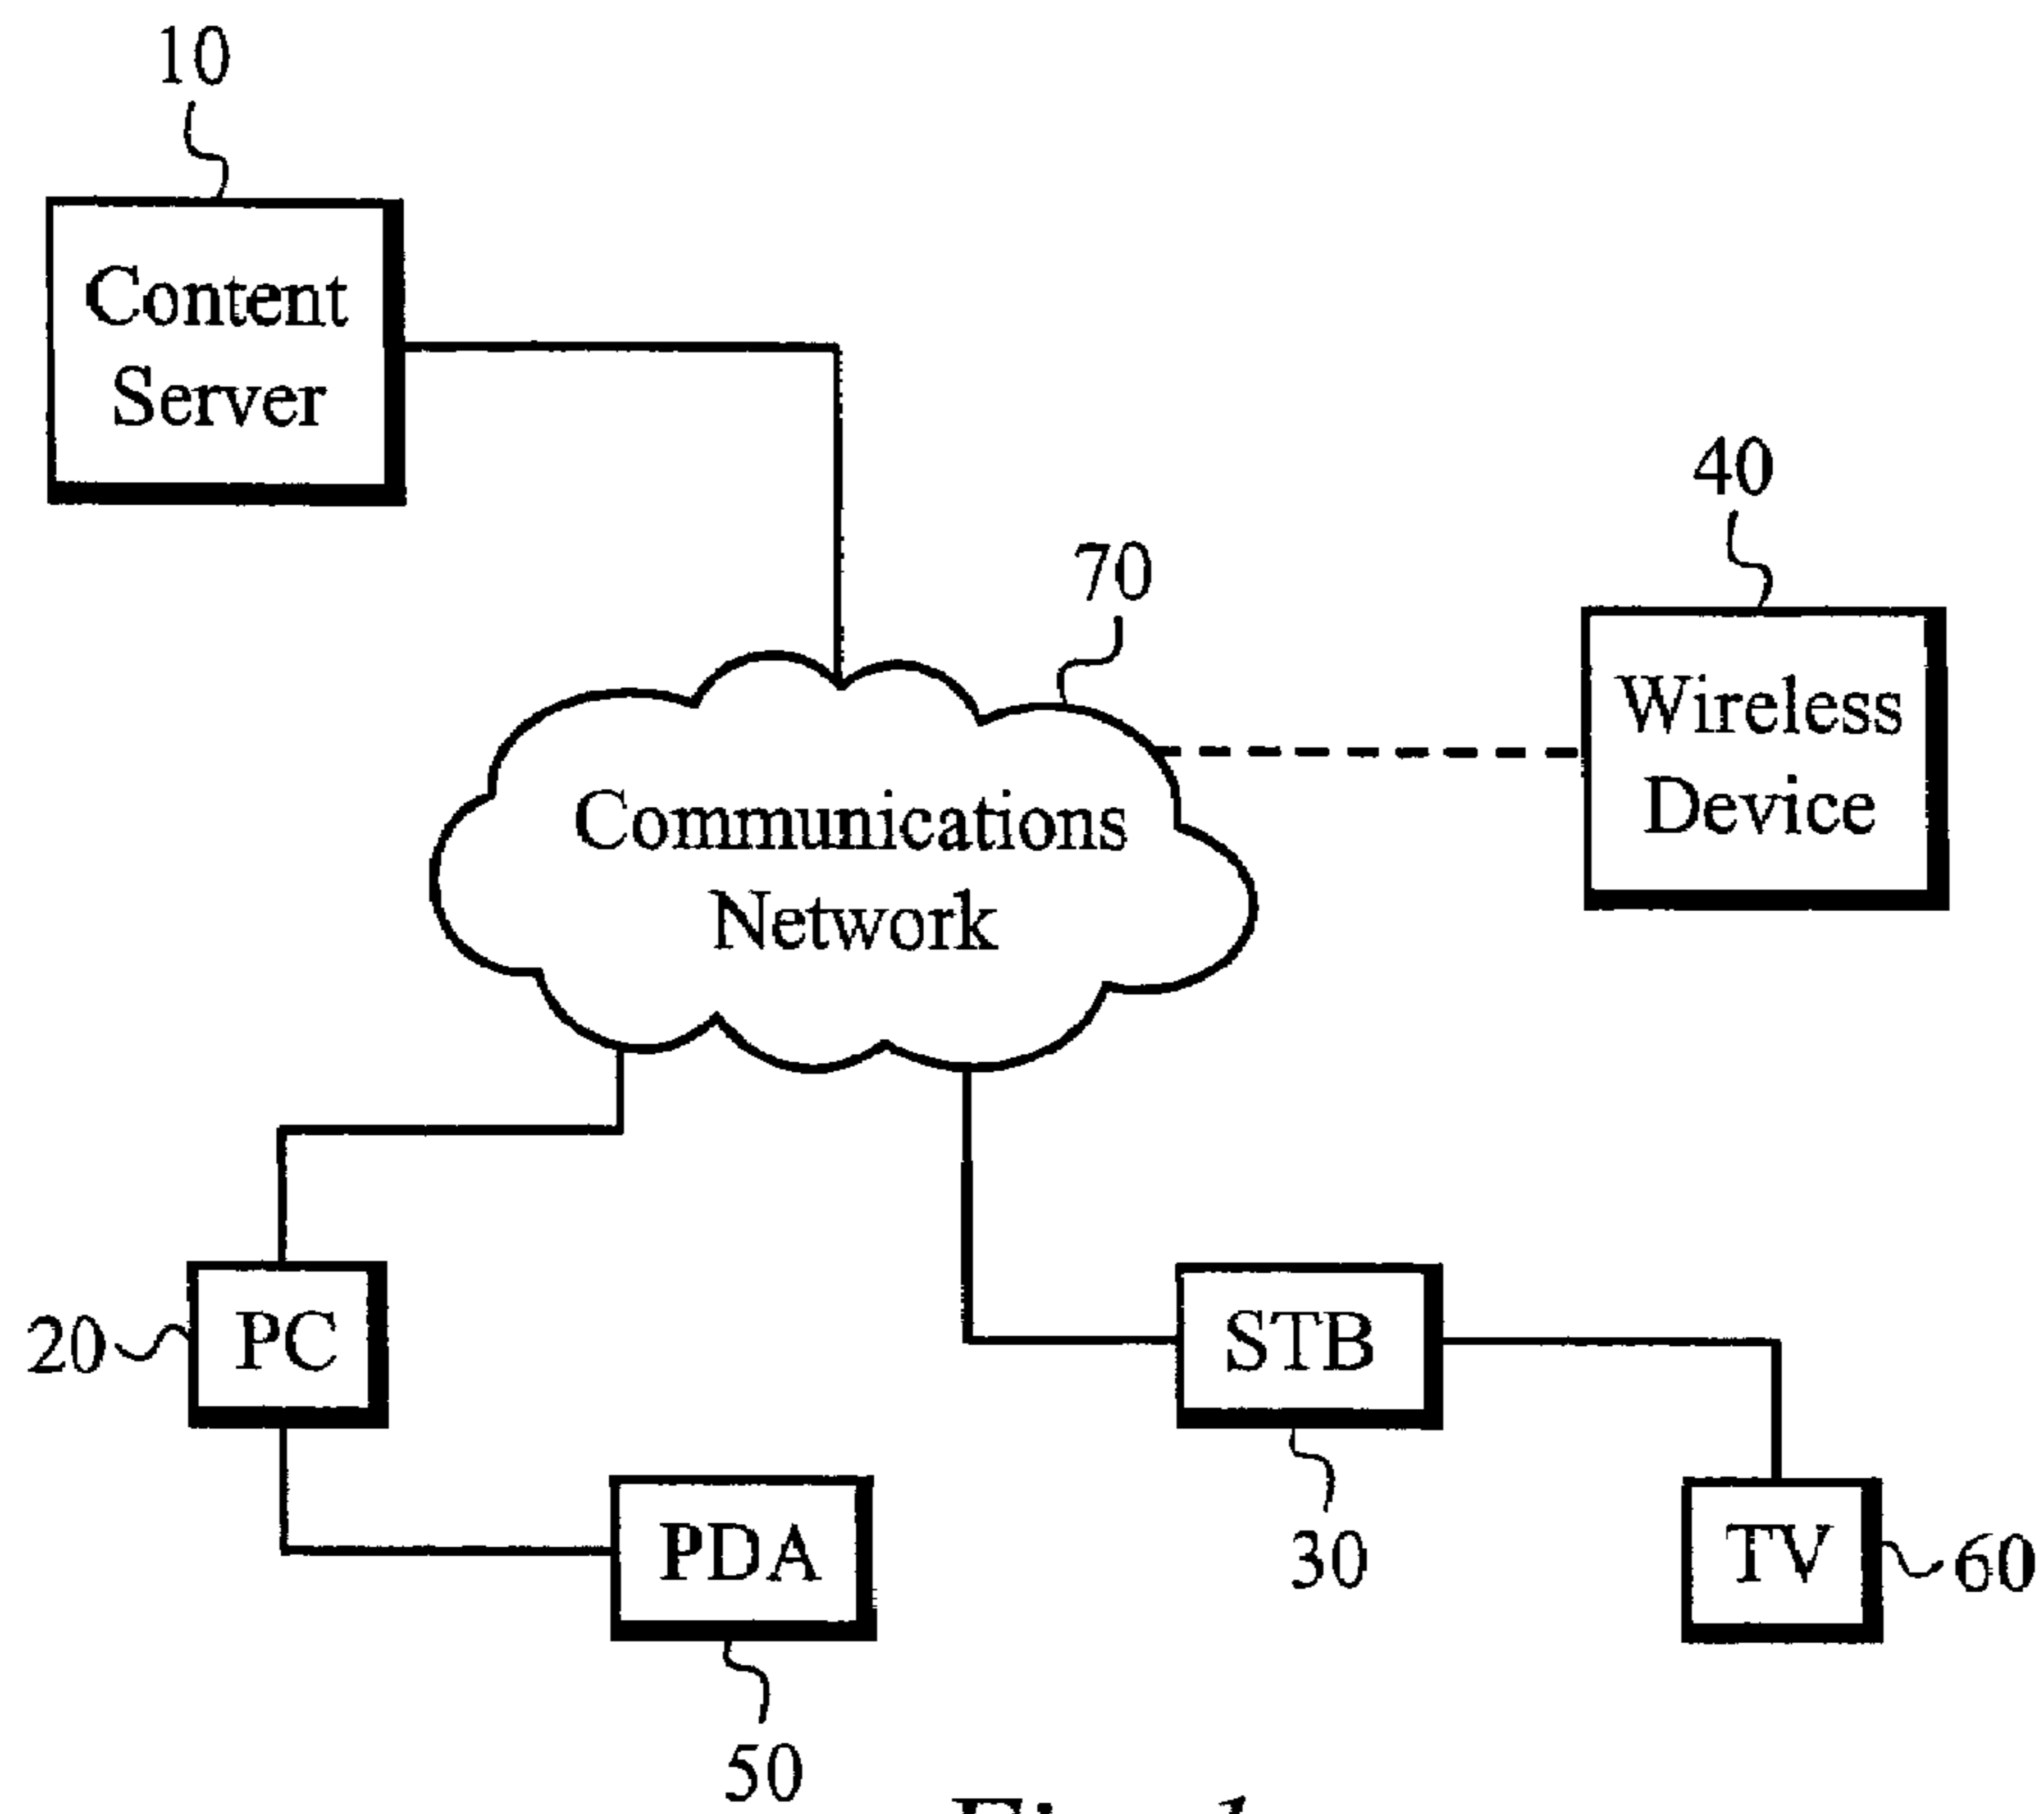 10
Content
Server
40
70
Wireless
Device
Communications
Network
20
PC
STB
PDA
30
TV
60
50